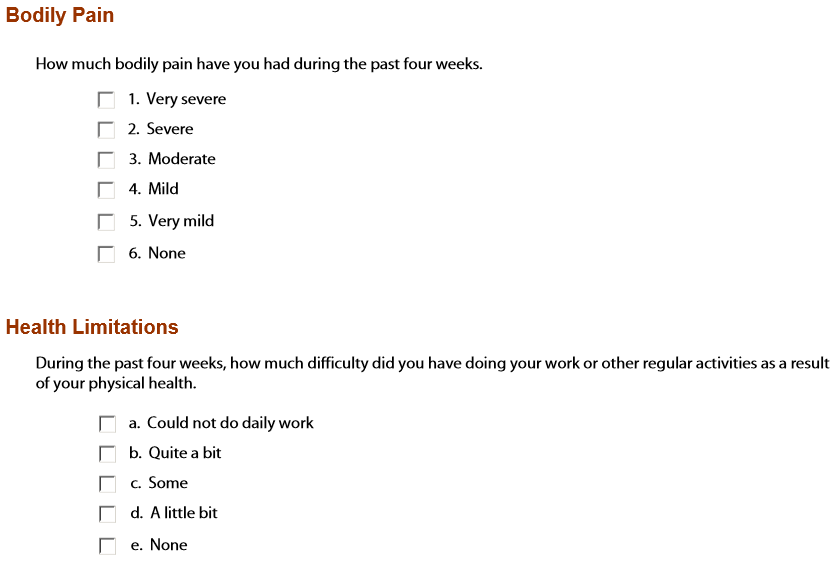 Bodily Pain
How much bodily pain have you had during the past four weeks.
1. Very severe
2. Severe
3. Moderate
4. Mild
5. Very mild
6. None
Health Limitations
During the past four weeks, how much difficulty did you have doing your work or other regular activities as a result
of your physical health.
a. Could not do daily work
b. Quite a bit
c. Some
d. A little bit
e. None